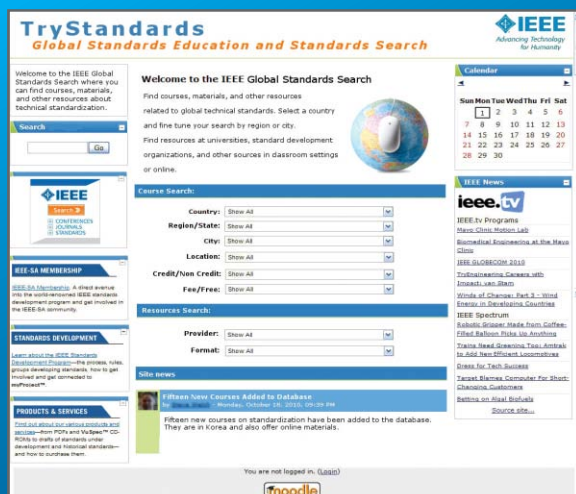 TryStandards
Global Standards Education and Standards Search
IEEE
Advancing Technology
for Humanity
Welcome to the IEEE Global
Standards Search where you
can find courses, materials,
and other resources about
technical standardization.
Search
Go
IEEE
Search
CONFERENCES
JOURNALS
STANDARDS
IEEE-SA MEMBERSHIP
IEEE-SA Membership. A direct avenue
into the world-renowned IEEE standards
development program and get involved in
the IEEE-SA community.
STANDARDS DEVELOPMENT
Learn about the IEEE Standards
Development Program—the process, rules,
groups developing standards, how to get
involved and get connected to
myProject™.
PRODUCTS & SERVICES
Find out about our various products and
services—from PDFs and VuSpec™ CD-
ROMs to drafts of standards under
development and historical standards—
and how to purchase them.
Welcome to the IEEE Global Standards Search
Find courses, materials, and other resources
related to global technical standards. Select a country
and fine tune your search by region or city.
Find resources at universities, standard development
organizations, and other sources in classroom settings
or online.
Course Search:
Country: Show All
Region/State: Show All
City: Show All
Location: Show All
Credit/Non Credit: Show All
Fee/Free: Show All
Resources Search:
Provider: Show All
Format: Show All
Site news
Fifteen New Courses Added to Database
by - Monday, October 18, 2010, 09:39 PM
Fifteen new courses on standardization have been added to the database.
They are in Korea and also offer online materials.
You are not logged in. (Login)
moodle
Calendar
Sun Mon Tue Wed Thu Fri Sat
1 2 3 4 5 6
7 8 9 10 11 12 13
14 15 16 17 18 19 20
21 22 23 24 25 26 27
28 29 30
IEEE News
ieee.tv
IEEE.tv Programs
Mayo Clinic Motion Lab
Biomedical Engineering at the Mayo
Clinic
IEEE GLOBECOM 2010
TryEngineering Careers with
Impact: van Stam
Winds of Change: Part 3 - Wind
Energy in Developing Countries
IEEE Spectrum
Robotic Gripper Made from Coffee-
Filled Balloon Picks Up Anything
Trains Need Greening Too: Amtrak
to Add New Efficient Locomotives
Dress for Tech Success
Target Blames Computer For Short-
Changing Customers
Betting on Algal Biofuels
Source site...